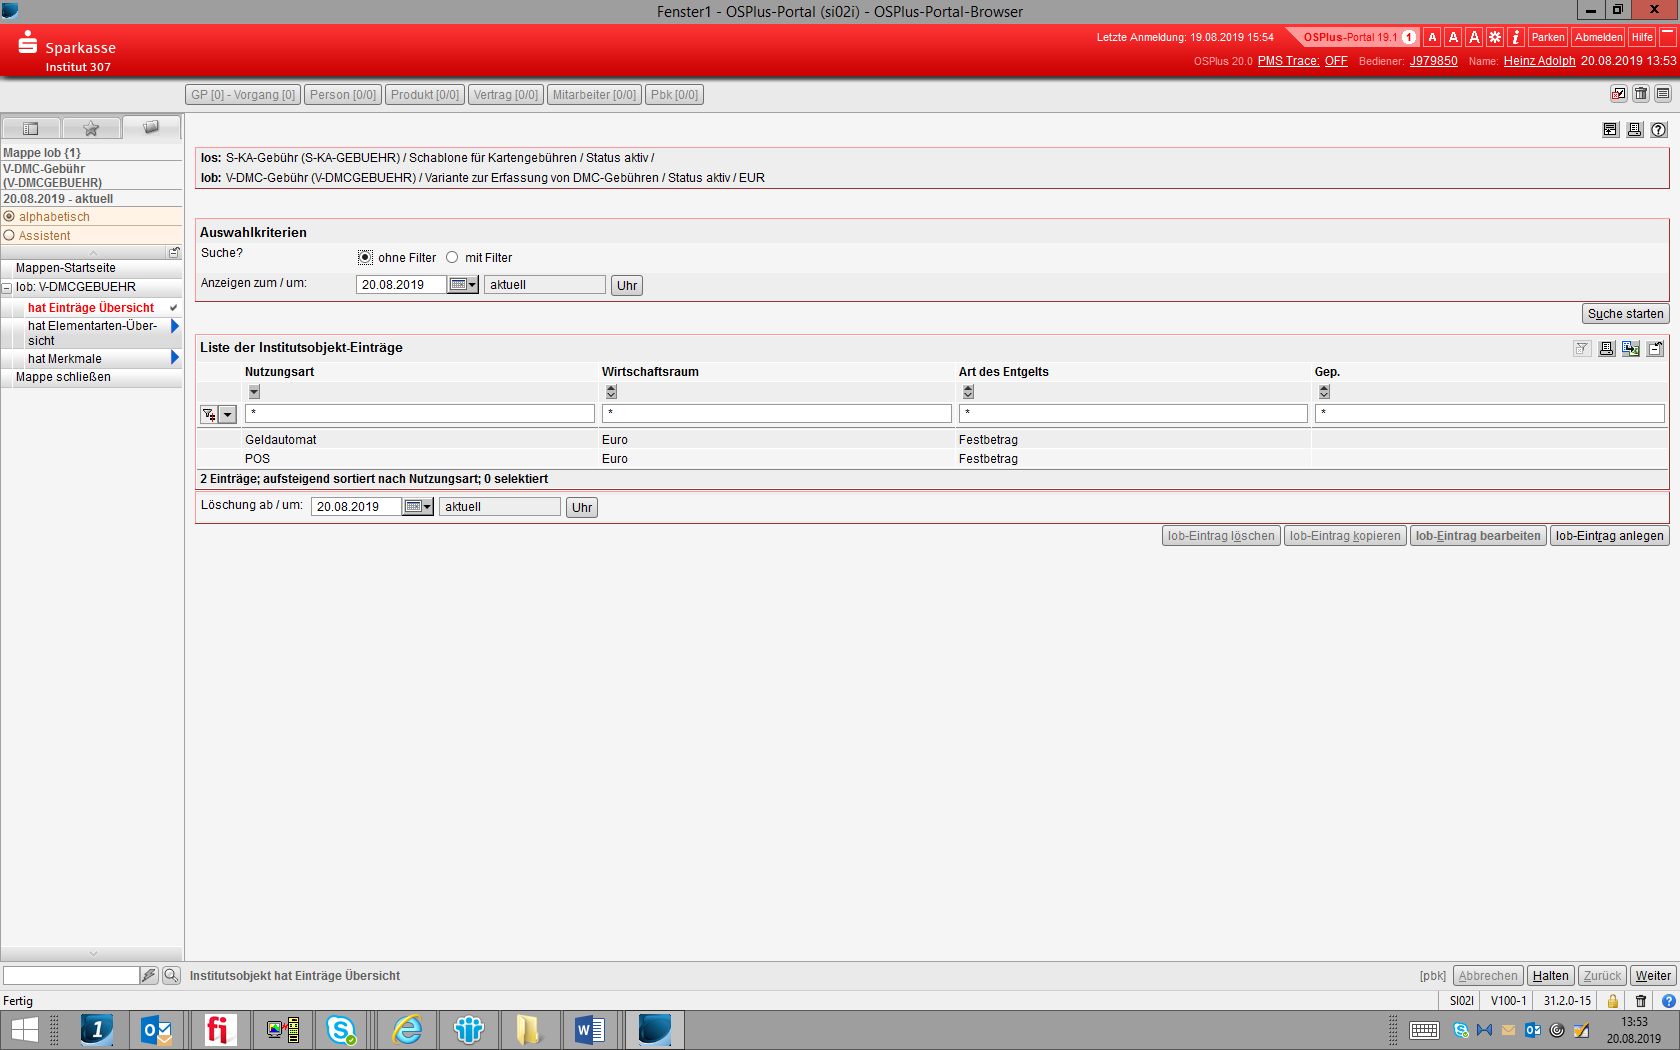 Fenster1 - OSPlus-Portal (si02i) - OSPlus-Portal-Browser
Sparkasse
Institut 307
Letzte Anmeldung: 19.08.2019 15:54 OSPlus-Portal 19.1 1 A A A i Parken Abmelden Hilfe
OSPlus 20.0 PMS Trace: OFF Bediener: J979850 Name: Heinz Adolph 20.08.2019 13:53
GP [0] - Vorgang [0] Person [0/0] Produkt [0/0] Vertrag [0/0] Mitarbeiter [0/0] Pbk [0/0]
Mappe Iob {1}
V-DMC-Gebühr
(V-DMCGEBUEHR)
20.08.2019 - aktuell
alphabetisch
Assistent
Mappen-Startseite
Iob: V-DMCGEBUEHR
hat Einträge Übersicht
hat Elementarten-Über-
sicht
hat Merkmale
Mappe schließen
Ios: S-KA-Gebühr (S-KA-GEBUEHR) / Schablone für Kartengebühren / Status aktiv /
Iob: V-DMC-Gebühr (V-DMCGEBUEHR) / Variante zur Erfassung von DMC-Gebühren / Status aktiv / EUR
Auswahlkriterien
Suche? ohne Filter mit Filter
Anzeigen zum / um: 20.08.2019 aktuell Uhr
Suche starten
Liste der Institutsobjekt-Einträge
Nutzungsart Wirtschaftsraum Art des Entgelts Gep.
* * * *
Geldautomat Euro Festbetrag
POS Euro Festbetrag
2 Einträge; aufsteigend sortiert nach Nutzungsart; 0 selektiert
Löschung ab / um: 20.08.2019 aktuell Uhr
Iob-Eintrag löschen Iob-Eintrag kopieren Iob-Eintrag bearbeiten Iob-Eintrag anlegen
Institutsobjekt hat Einträge Übersicht [pbk] Abbrechen Halten Zurück Weiter
Fertig SI02I V100-1 31.2.0-15
13:53
20.08.2019